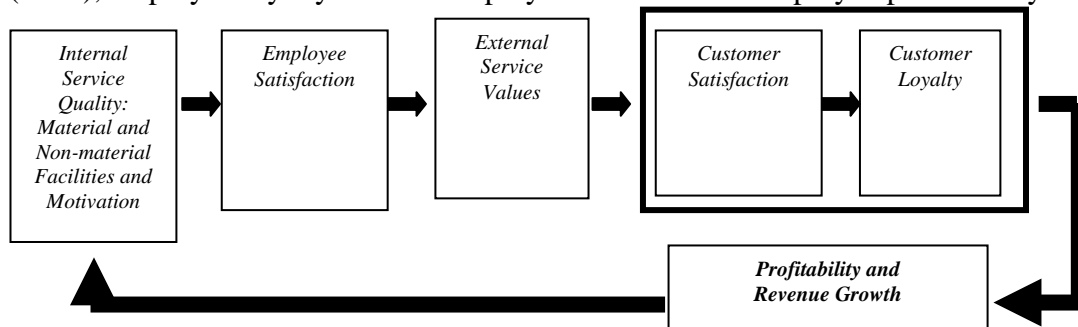 Internal
Service
Quality:
Material and
Non-material
Facilities and
Motivation
Employee
Satisfaction
External
Service
Values
Customer
Satisfaction
Customer
Loyalty
Profitability and
Revenue Growth